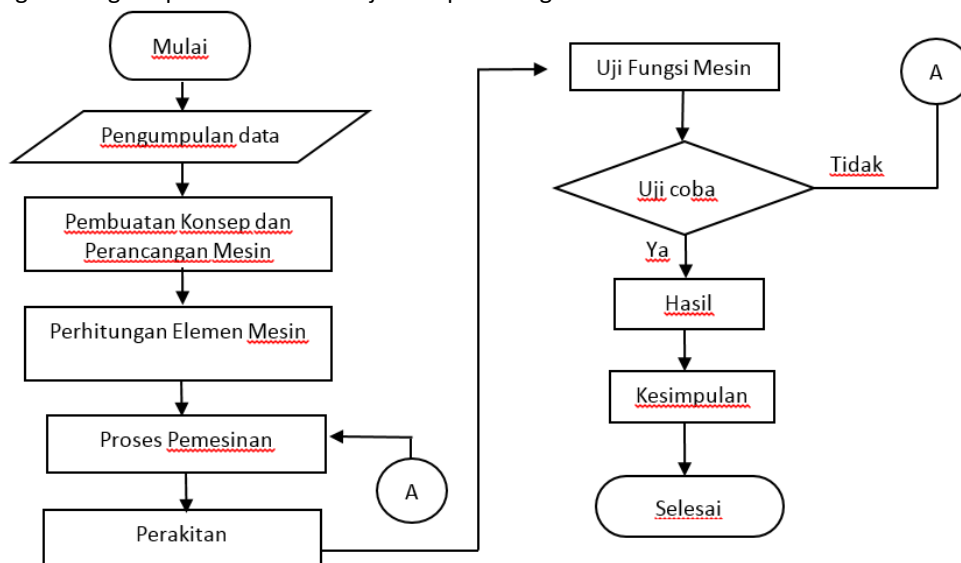 Mulai
Pengumpulan data
Pembuatan Konsep dan
Perancangan Mesin
Perhitungan Elemen Mesin
Proses Pemesinan
A
Perakitan
Uji Fungsi Mesin
A
Uji coba
Tidak
Ya
Hasil
Kesimpulan
Selesai